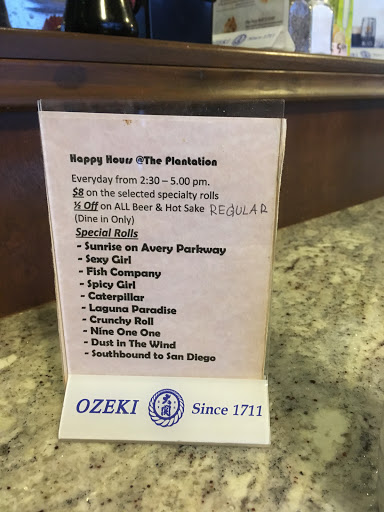 Happy Hours @The Plantation
Everyday from 2:30 – 5.00 pm.
$8 on the selected specialty rolls
½ Off on ALL Beer & Hot Sake REGULAR
(Dine in Only)
Special Rolls
- Sunrise on Avery Parkway
- Sexy Girl
- Fish Company
- Spicy Girl
- Caterpillar
- Laguna Paradise
- Crunchy Roll
- Nine One One
- Dust in The Wind
- Southbound to San Diego
OZEKI 大関 Since 1711